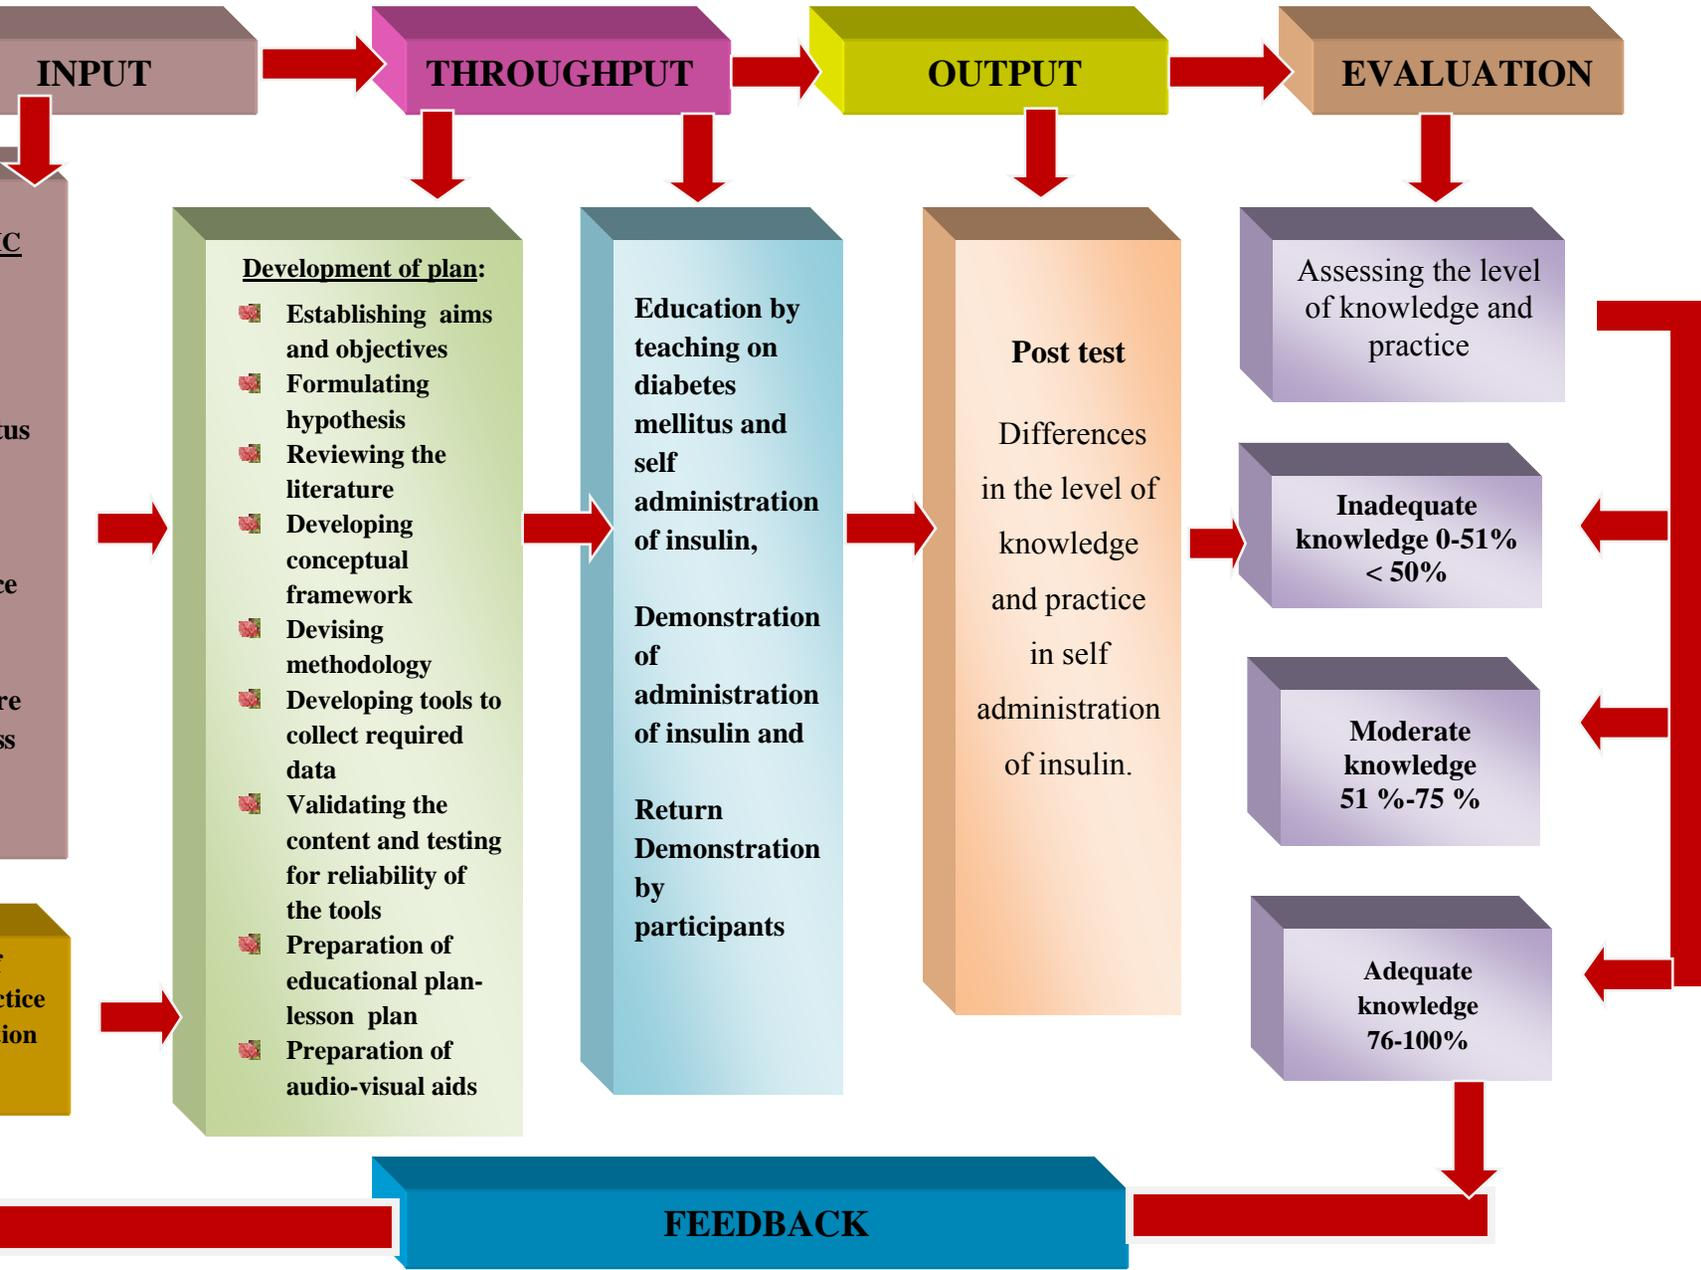 INPUT
THROUGHPUT
OUTPUT
EVALUATION
Development of plan:
Establishing aims
and objectives
Formulating
hypothesis
Reviewing the
literature
Developing
conceptual
framework
Devising
methodology
Developing tools to
collect required
data
Validating the
content and testing
for reliability of
the tools
Preparation of
educational plan-
lesson plan
Preparation of
audio-visual aids
Education by
teaching on
diabetes
mellitus and
self
administration
of insulin,
Demonstration
of
administration
of insulin and
Return
Demonstration
by
participants
Post test
Differences
in the level of
knowledge
and practice
in self
administration
of insulin.
Assessing the level
of knowledge and
practice
Inadequate
knowledge 0-51%
< 50%
Moderate
knowledge
51 %-75 %
Adequate
knowledge
76-100%
FEEDBACK